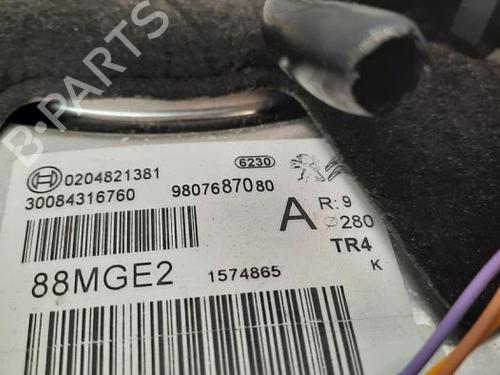 B-PARTS
0204821381
6230
30084316760
9807687080
A
R: 9
⌀280
TR4
K
88MGE2
1574865